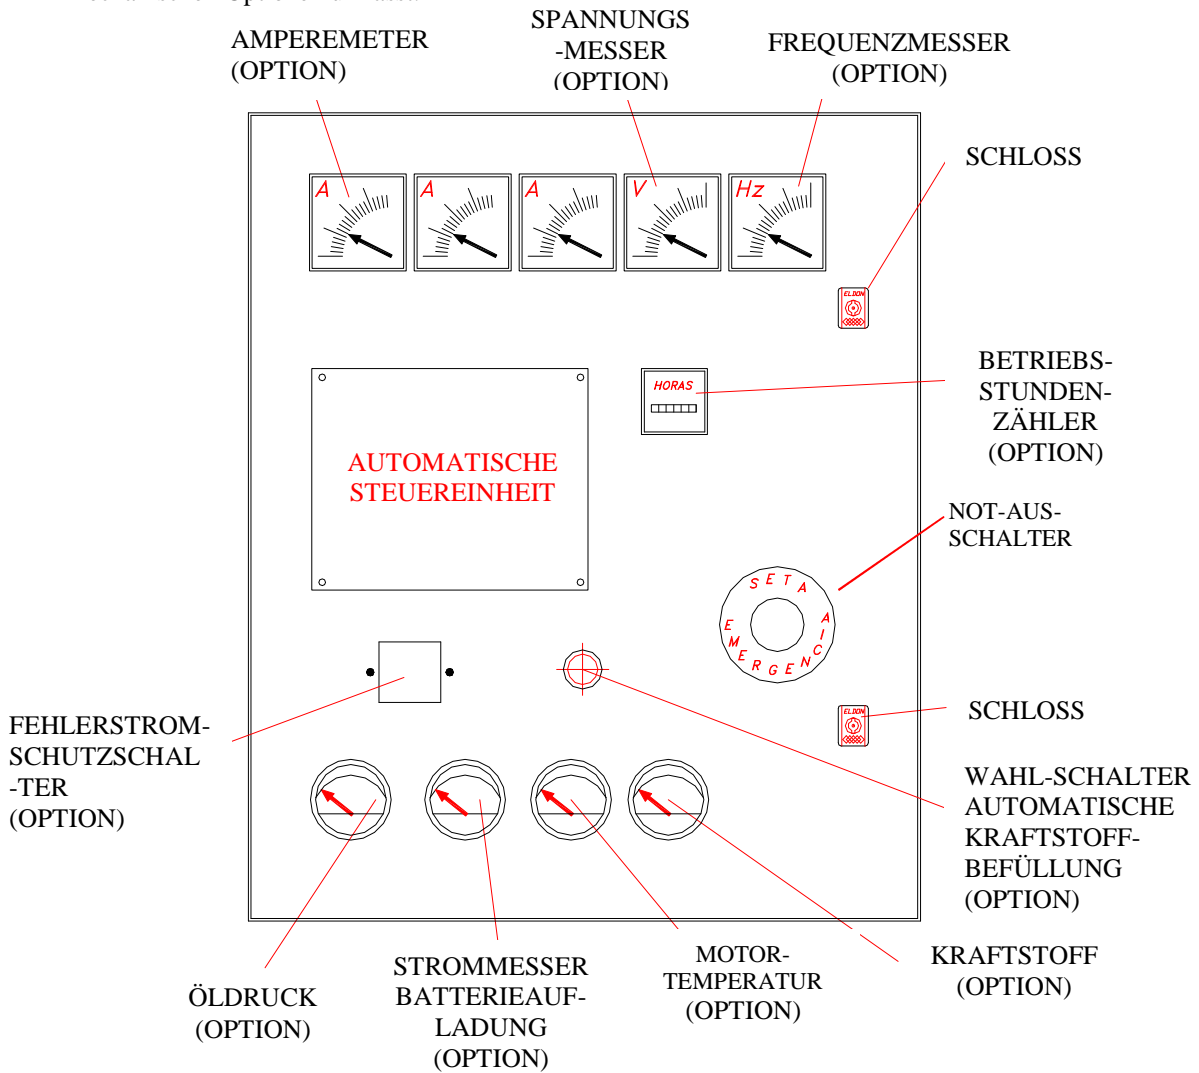 AMPEREMETER
(OPTION)
SPANNUNGS
-MESSER
(OPTION)
FREQUENZMESSER
(OPTION)
SCHLOSS
A
A
A
V
Hz
ELDON
HORAS
BETRIEBS-
STUNDEN-
ZÄHLER
(OPTION)
AUTOMATISCHE
STEUEREINHEIT
NOT-AUS-
SCHALTER
SETA
EMERGENCIA
ELDON
SCHLOSS
FEHLERSTROM-
SCHUTZSCHAL
-TER
(OPTION)
WAHL-SCHALTER
AUTOMATISCHE
KRAFTSTOFF-
BEFÜLLUNG
(OPTION)
ÖLDRUCK
(OPTION)
STROMMESSER
BATTERIEAUF-
LADUNG
(OPTION)
MOTOR-
TEMPERATUR
(OPTION)
KRAFTSTOFF
(OPTION)